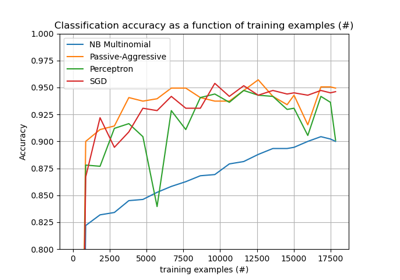 Classification accuracy as a function of training examples (#)
1.000
0.975
0.950
0.925
0.900
0.875
0.850
0.825
0.800
Accuracy
NB Multinomial
Passive-Aggressive
Perceptron
SGD
0 2500 5000 7500 10000 12500 15000 17500
training examples (#)